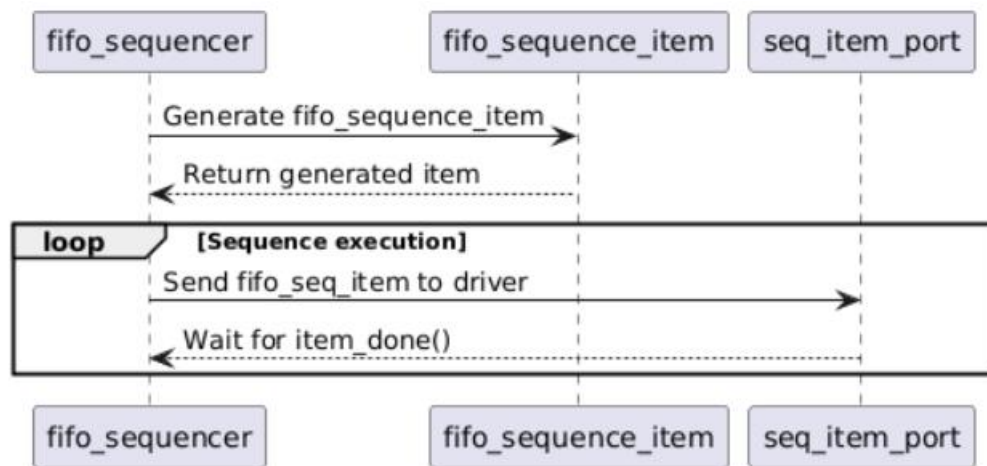 fifo_sequencer fifo_sequence_item seq_item_port
Generate fifo_sequence_item
Return generated item
loop [Sequence execution]
Send fifo_seq_item to driver
Wait for item_done()
fifo_sequencer fifo_sequence_item seq_item_port